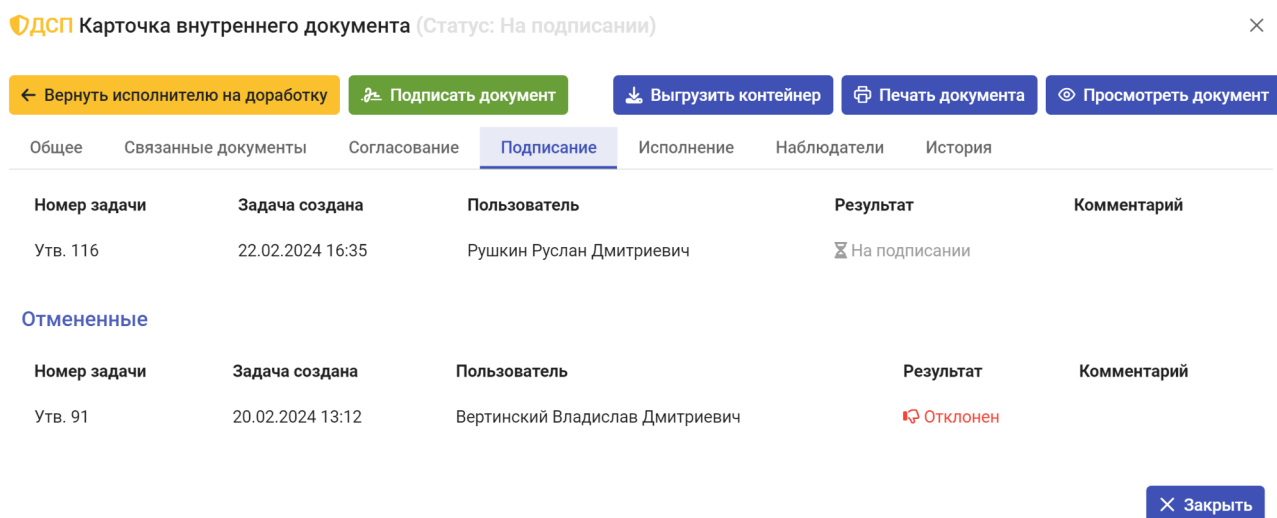 ДСП Карточка внутреннего документа (Статус: На подписании)
Вернуть исполнителю на доработку Подписать документ Выгрузить контейнер Печать документа Просмотреть документ
Общее Связанные документы Согласование Подписание Исполнение Наблюдатели История
Номер задачи Задача создана Пользователь Результат Комментарий
Утв. 116 22.02.2024 16:35 Рушкин Руслан Дмитриевич На подписании
Отмененные
Номер задачи Задача создана Пользователь Результат Комментарий
Утв. 91 20.02.2024 13:12 Вертинский Владислав Дмитриевич Отклонен
Закрыть